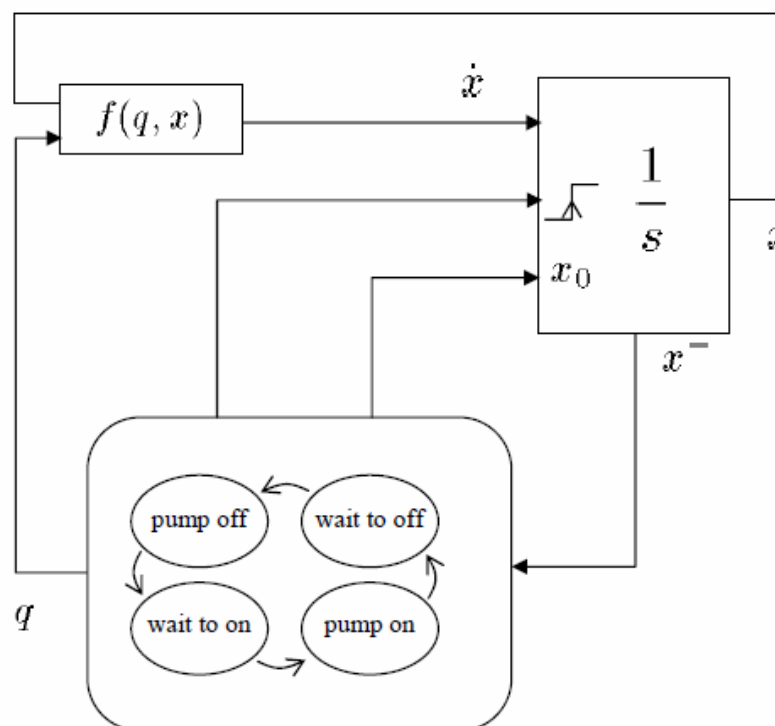 ẋ
f(q, x)
1
s
x₀
x⁻
pump off
wait to off
wait to on
pump on
q